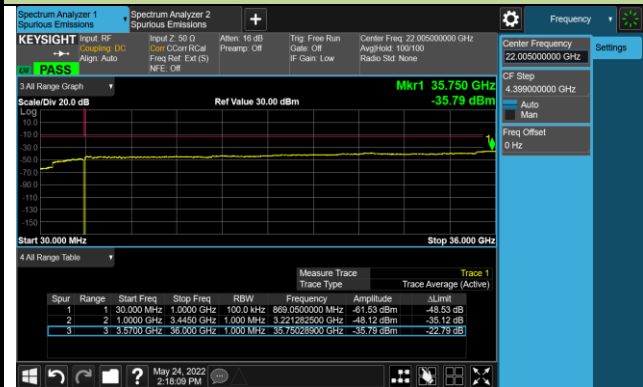 Spectrum Analyzer 1
Spurious Emissions
Spectrum Analyzer 2
Spurious Emissions
+
Frequency
KEYSIGHT
Input: RF
Coupling: DC
Align: Auto
Input Z: 50 Ω
Corr CCorr RCal
Freq Ref: Ext (S)
NFE: Off
Atten: 16 dB
Preamp: Off
Trig: Free Run
Gate: Off
IF Gain: Low
Center Freq: 22.005000000 GHz
Avg|Hold: 100/100
Radio Std: None
PASS
Center Frequency
22.005000000 GHz
Settings
CF Step
4.399000000 GHz
Auto
Man
Freq Offset
0 Hz
3 All Range Graph
Mkr1 35.750 GHz
-35.79 dBm
Scale/Div 20.0 dB
Ref Value 30.00 dBm
Log
10.0
-10.0
-30.0
-50.0
-70.0
-90.0
-110
-130
-150
1
Start 30.000 MHz
Stop 36.000 GHz
4 All Range Table
Measure Trace Trace 1
Trace Type Trace Average (Active)
Spur Range Start Freq Stop Freq RBW Frequency Amplitude ΔLimit
1 1 30.000 MHz 1.0000 GHz 100.0 kHz 869.0500000 MHz -61.53 dBm -48.53 dB
2 2 1.0000 GHz 3.4450 GHz 1.000 MHz 3.221282500 GHz -48.12 dBm -35.12 dB
3 3 3.5700 GHz 36.000 GHz 1.000 MHz 35.75028900 GHz -35.79 dBm -22.79 dB
?
May 24, 2022
2:18:09 PM